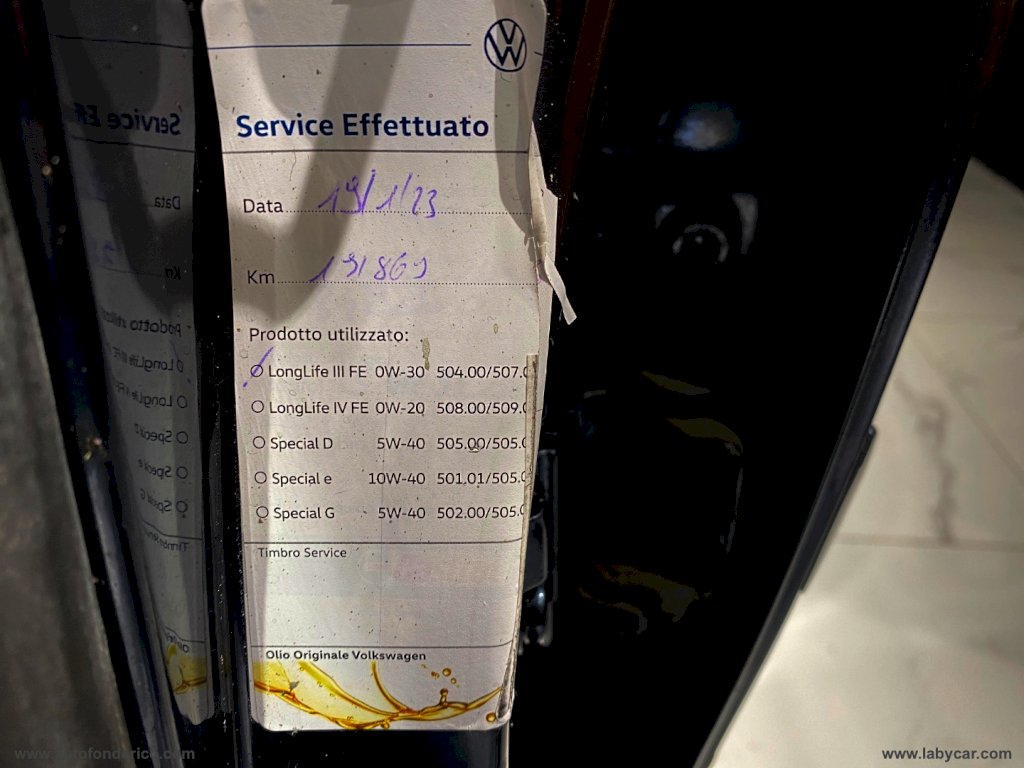 Service Effettuato
Data 19/1/23
Km 191869
Prodotto utilizzato:
LongLife III FE 0W-30 504.00/507.0
LongLife IV FE 0W-20 508.00/509.0
Special D 5W-40 505.00/505.0
Special e 10W-40 501.01/505.0
Special G 5W-40 502.00/505.0
Timbro Service
Olio Originale Volkswagen
www.labycar.com